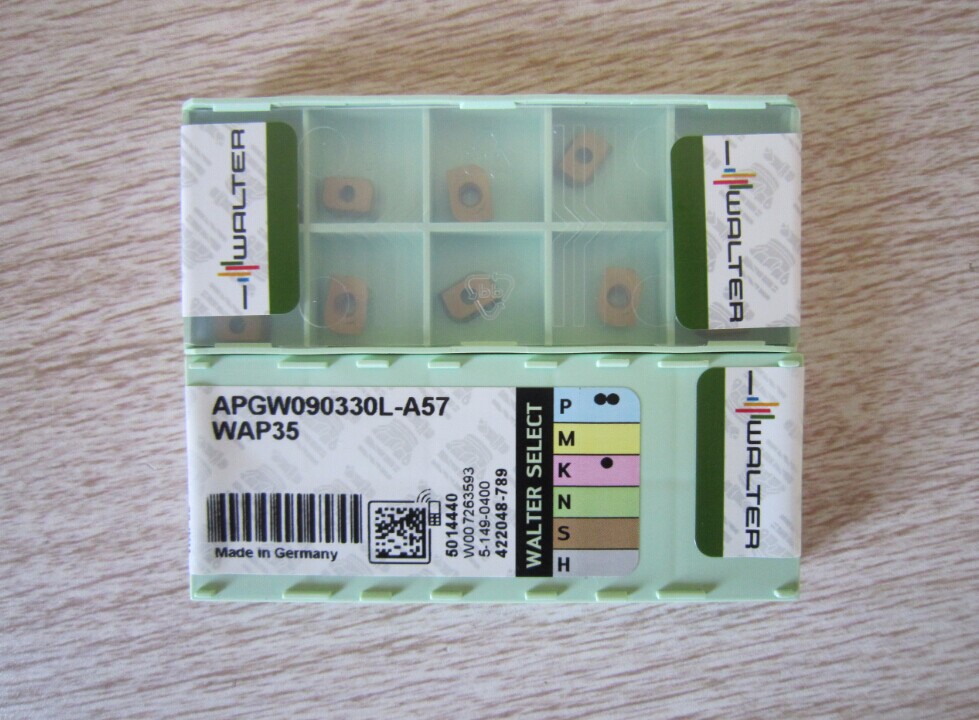 WALTER
WALTER
APGW090330L-A57
WAP35
Made in Germany
5014440
W007263593
5-149-0400
422048-789
WALTER SELECT
P
M
K
N
S
H
WALTER